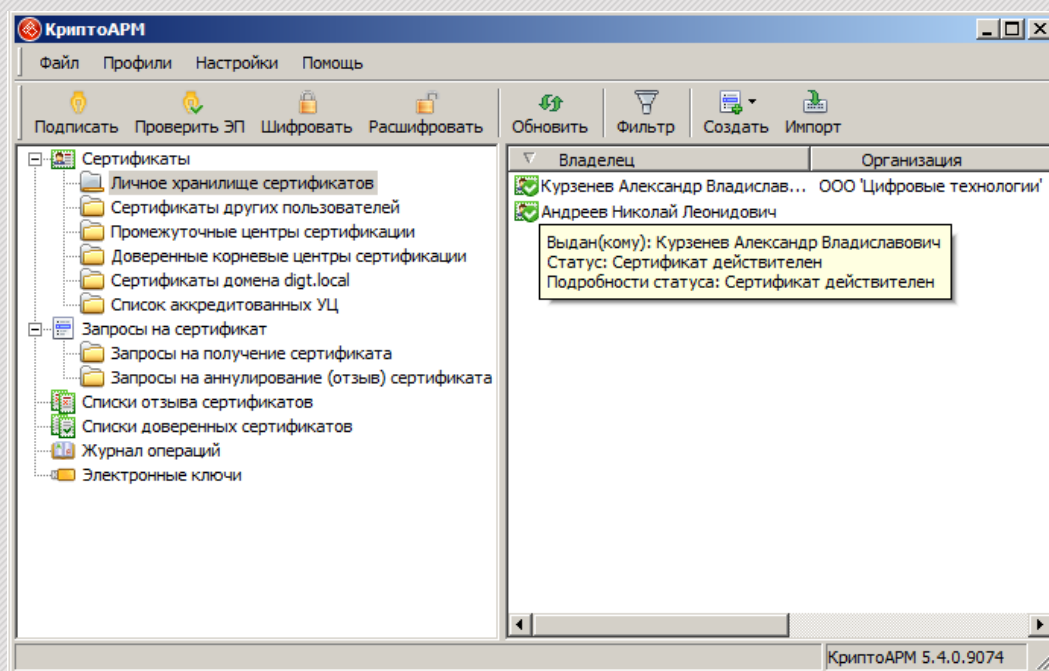 КриптоАРМ
Файл Профили Настройки Помощь
Подписать Проверить ЭП Шифровать Расшифровать Обновить Фильтр Создать Импорт
Сертификаты
Личное хранилище сертификатов
Сертификаты других пользователей
Промежуточные центры сертификации
Доверенные корневые центры сертификации
Сертификаты домена digt.local
Список аккредитованных УЦ
Запросы на сертификат
Запросы на получение сертификата
Запросы на аннулирование (отзыв) сертификата
Списки отзыва сертификатов
Списки доверенных сертификатов
Журнал операций
Электронные ключи
Владелец Организация
Курзенев Александр Владислав... ООО 'Цифровые технологии'
Андреев Николай Леонидович
Выдан(кому): Курзенев Александр Владиславович
Статус: Сертификат действителен
Подробности статуса: Сертификат действителен
КриптоАРМ 5.4.0.9074